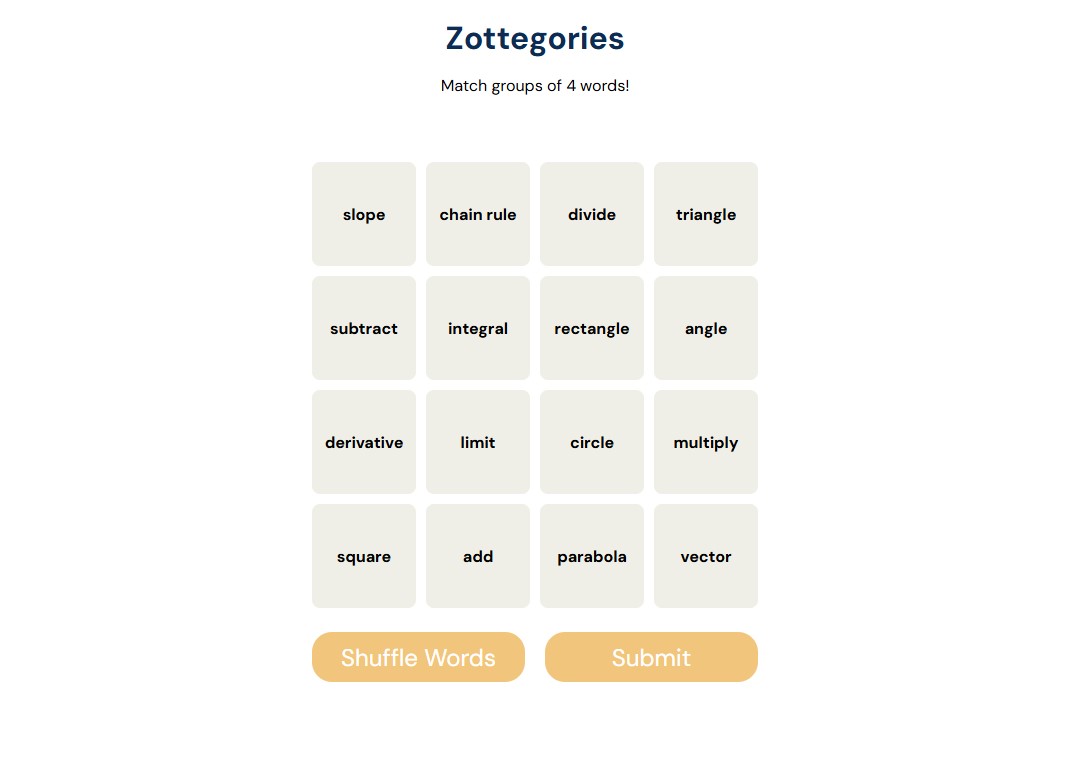 Zottegories
Match groups of 4 words!
slope chain rule divide triangle
subtract integral rectangle angle
derivative limit circle multiply
square add parabola vector
Shuffle Words Submit